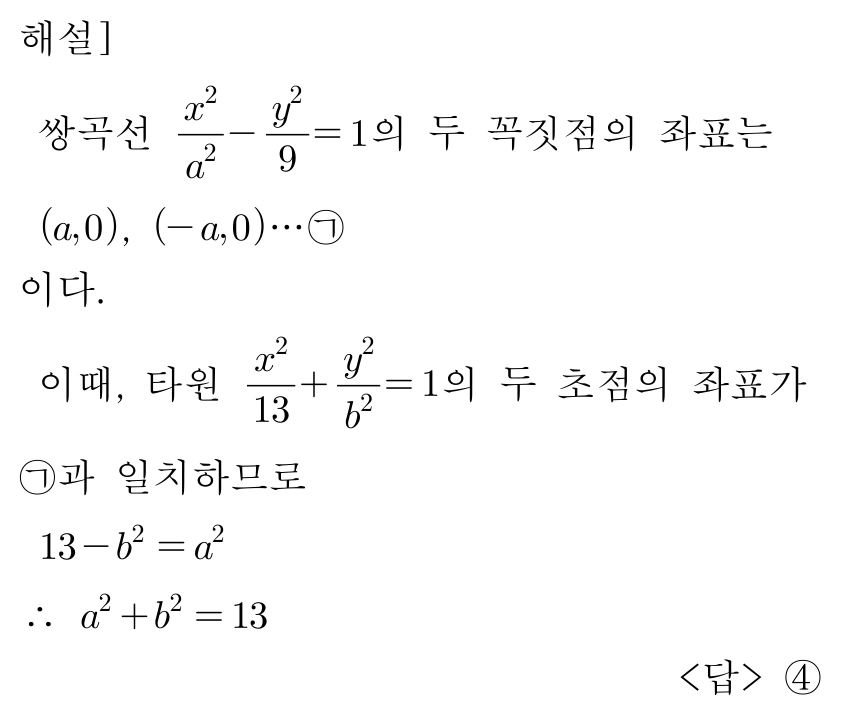 해설]
쌍곡선 x²/a² - y²/9 = 1의 두 꼭짓점의 좌표는
(a,0), (-a,0)…㉠
이다.
이때, 타원 x²/13 + y²/b² = 1의 두 초점의 좌표가
㉠과 일치하므로
13 - b² = a²
∴ a² + b² = 13
<답> ④